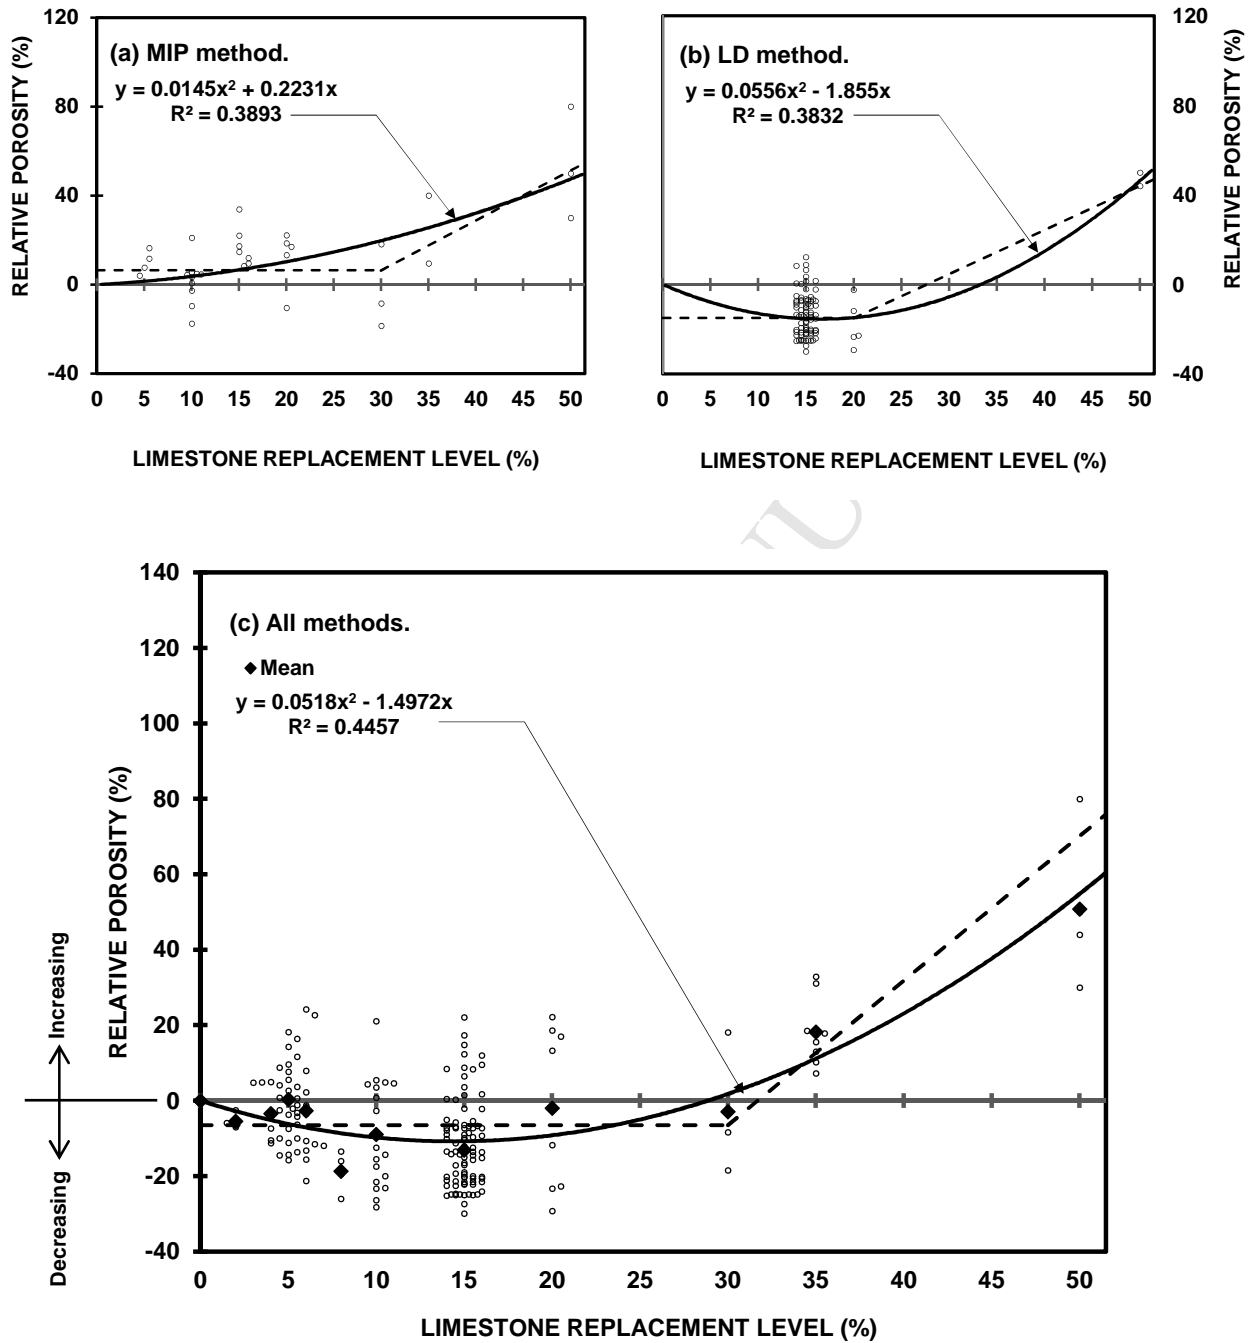 120
80
40
0
-40
RELATIVE POROSITY (%)
(a) MIP method.
y = 0.0145x² + 0.2231x
R² = 0.3893
0 5 10 15 20 25 30 35 40 45 50
LIMESTONE REPLACEMENT LEVEL (%)
(b) LD method.
y = 0.0556x² - 1.855x
R² = 0.3832
120
80
40
0
-40
RELATIVE POROSITY (%)
0 5 10 15 20 25 30 35 40 45 50
LIMESTONE REPLACEMENT LEVEL (%)
140
120
100
80
60
40
20
0
-20
-40
RELATIVE POROSITY (%)
Increasing
Decreasing
(c) All methods.
Mean
y = 0.0518x² - 1.4972x
R² = 0.4457
0 5 10 15 20 25 30 35 40 45 50
LIMESTONE REPLACEMENT LEVEL (%)